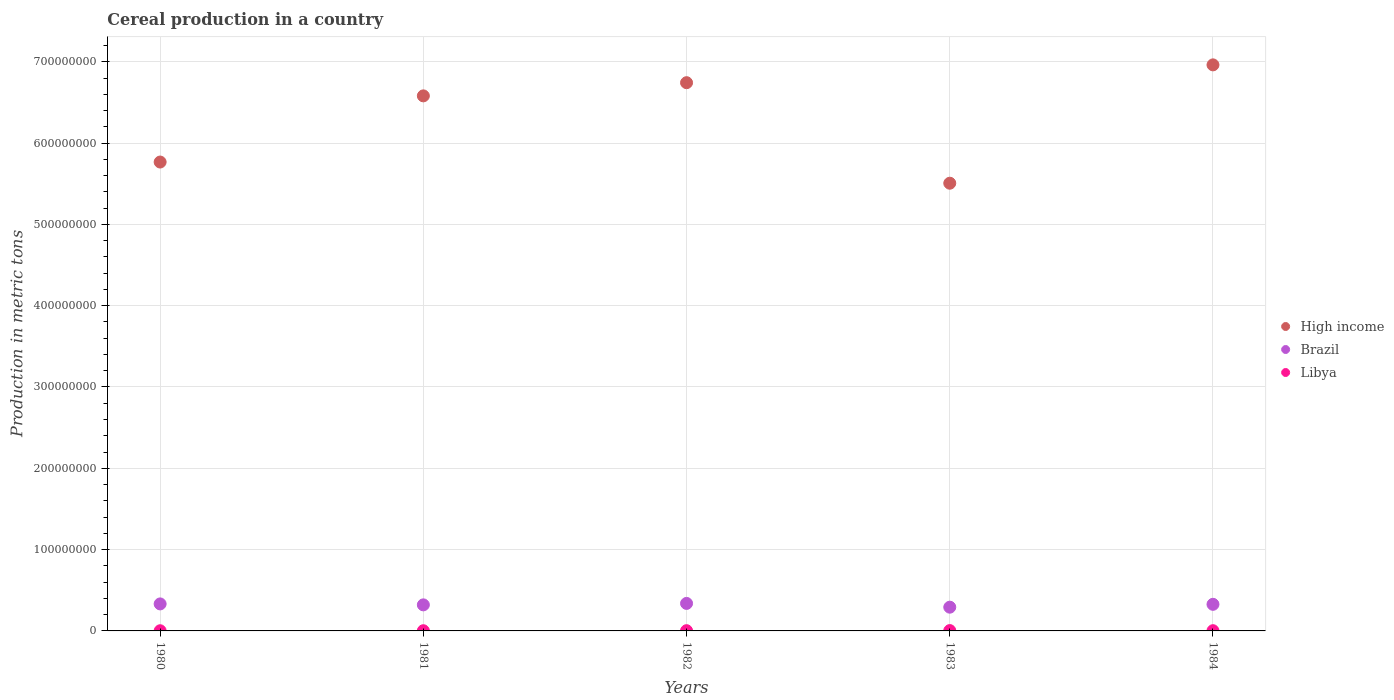 Cereal production in a country
Production in metric tons
700000000
600000000
500000000
400000000
300000000
200000000
100000000
0
1980
1981
1982
1983
1984
Years
High income
Brazil
Libya